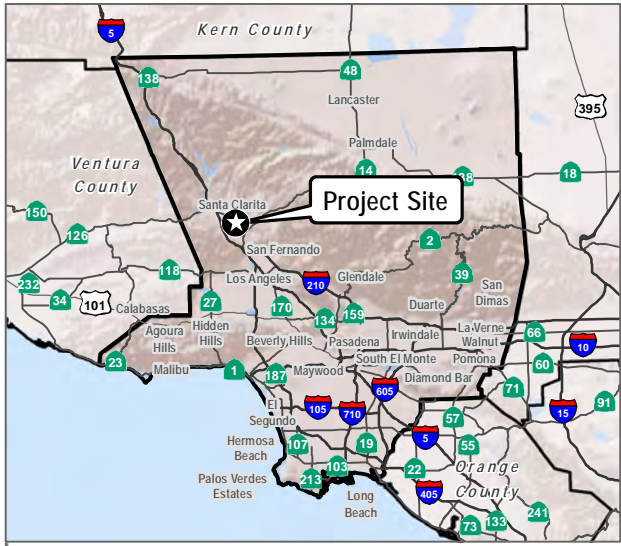 Kern County
5
138
48
Lancaster
395
Palmdale
Ventura
County
14
18
Santa Clarita
Project Site
150
126
2
San Fernando
118
Los Angeles
210
Glendale
39
San
Dimas
232
34
101
Calabasas
27
170
134
159
Duarte
Agoura
Hills
Hidden
Hills
Beverly Hills
Pasadena
Irwindale
La Verne
Walnut
66
10
23
Malibu
1
187
Maywood
South El Monte
Pomona
60
605
Diamond Bar
71
El
Segundo
105
710
57
15
91
Hermosa
Beach
107
19
5
55
Palos Verdes
Estates
213
103
Long
Beach
22
Orange
County
405
73
133
241